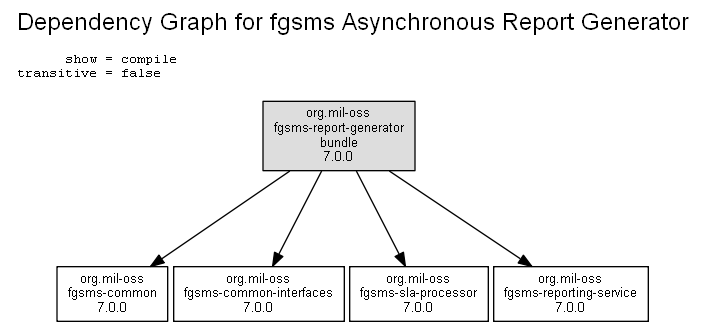 Dependency Graph for fgsms Asynchronous Report Generator
show = compile
transitive = false
org.mil-oss
fgsms-report-generator
bundle
7.0.0
org.mil-oss
fgsms-common
7.0.0
org.mil-oss
fgsms-common-interfaces
7.0.0
org.mil-oss
fgsms-sla-processor
7.0.0
org.mil-oss
fgsms-reporting-service
7.0.0